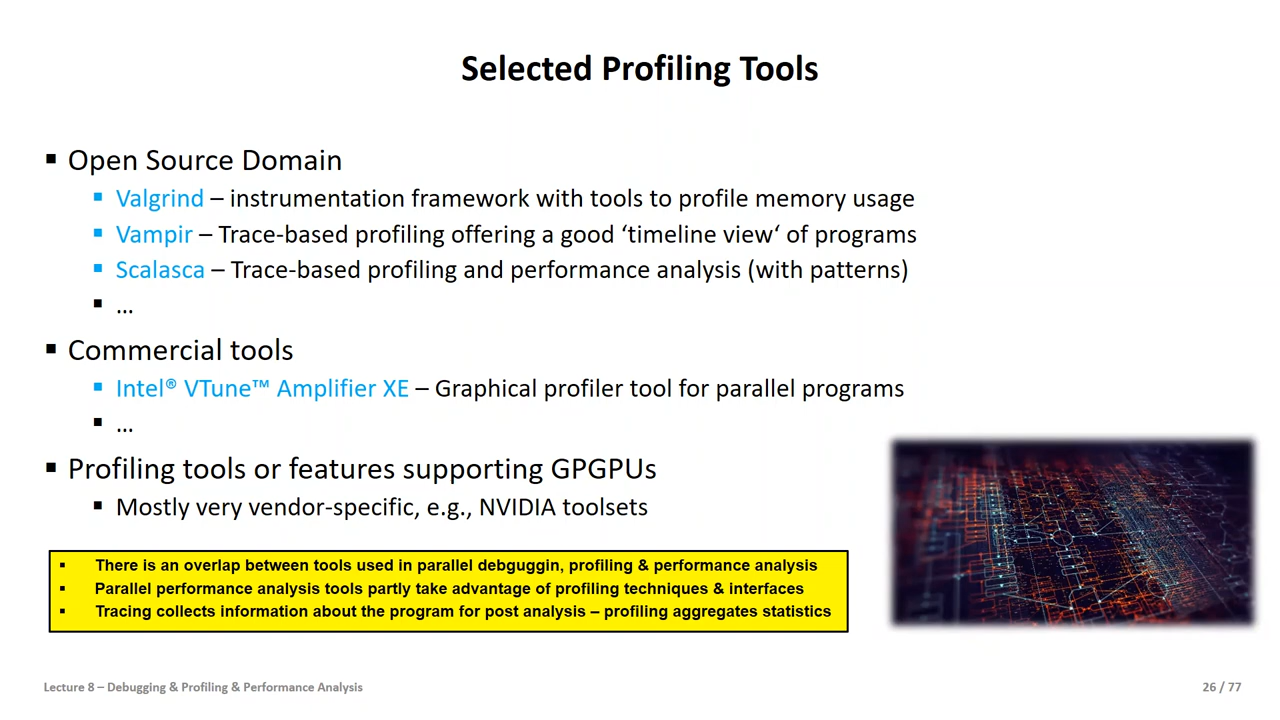 Selected Profiling Tools
▪ Open Source Domain
▪ Valgrind – instrumentation framework with tools to profile memory usage
▪ Vampir – Trace-based profiling offering a good ‘timeline view‘ of programs
▪ Scalasca – Trace-based profiling and performance analysis (with patterns)
▪ …
▪ Commercial tools
▪ Intel® VTune™ Amplifier XE – Graphical profiler tool for parallel programs
▪ …
▪ Profiling tools or features supporting GPGPUs
▪ Mostly very vendor-specific, e.g., NVIDIA toolsets
▪ There is an overlap between tools used in parallel debguggin, profiling & performance analysis
▪ Parallel performance analysis tools partly take advantage of profiling techniques & interfaces
▪ Tracing collects information about the program for post analysis – profiling aggregates statistics
Lecture 8 – Debugging & Profiling & Performance Analysis
26 / 77